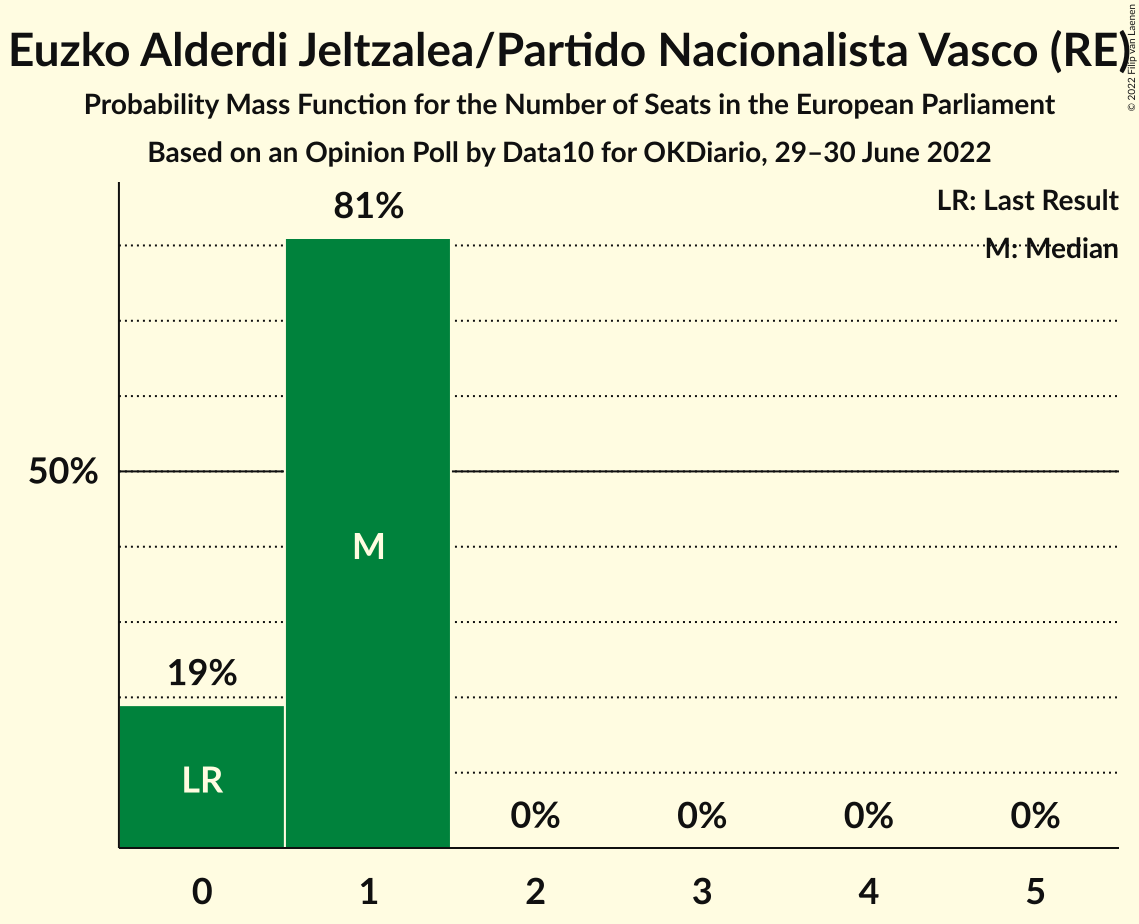 Euzko Alderdi Jeltzalea/Partido Nacionalista Vasco (RE)
Probability Mass Function for the Number of Seats in the European Parliament
Based on an Opinion Poll by Data10 for OKDiario, 29–30 June 2022
© 2022 Filip van Laenen
LR: Last Result
M: Median
81%
50%
M
19%
LR
0%
0%
0%
0%
0
1
2
3
4
5